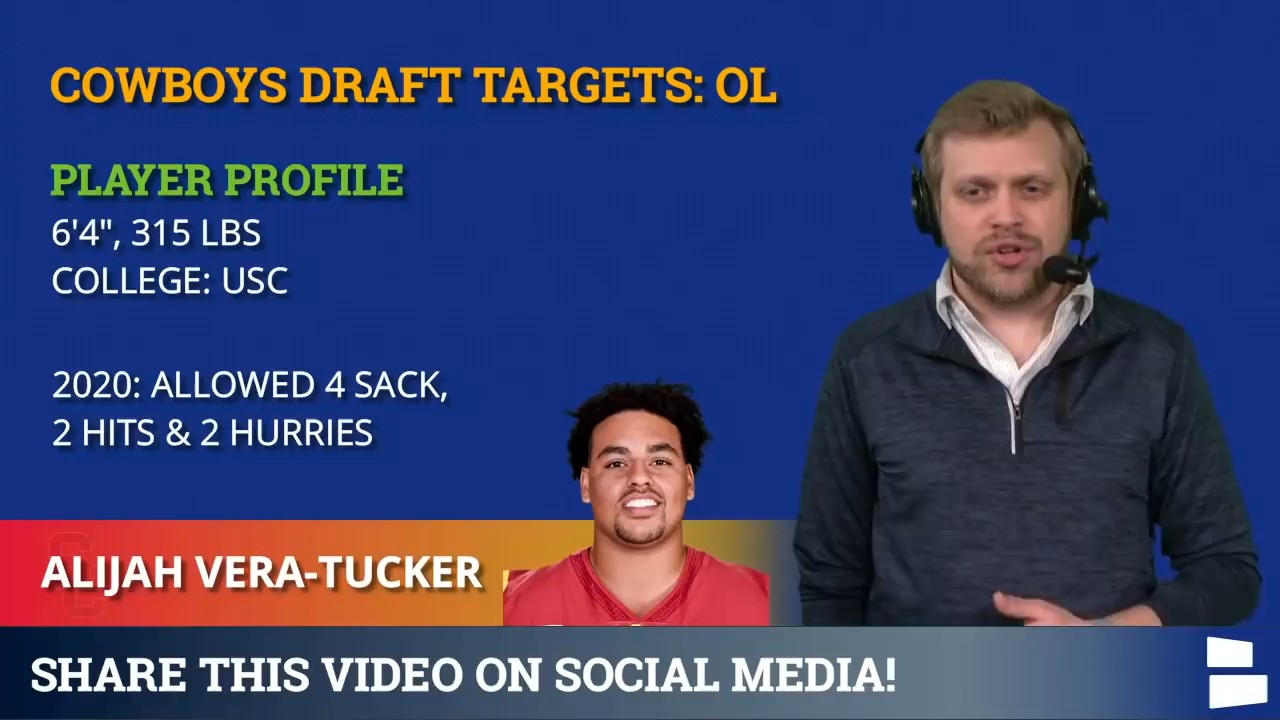 COWBOYS DRAFT TARGETS: OL
PLAYER PROFILE
6'4", 315 LBS
COLLEGE: USC
2020: ALLOWED 4 SACK,
2 HITS & 2 HURRIES
ALIJAH VERA-TUCKER
SHARE THIS VIDEO ON SOCIAL MEDIA!